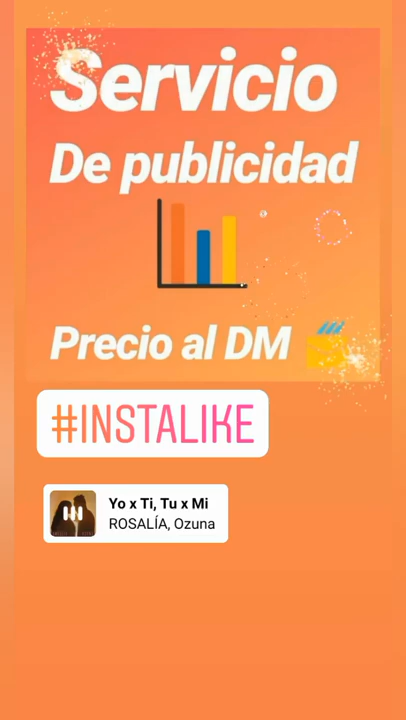 Servicio
De publicidad
Precio al DM
#INSTALIKE
Yo x Ti, Tu x Mi
ROSALÍA, Ozuna